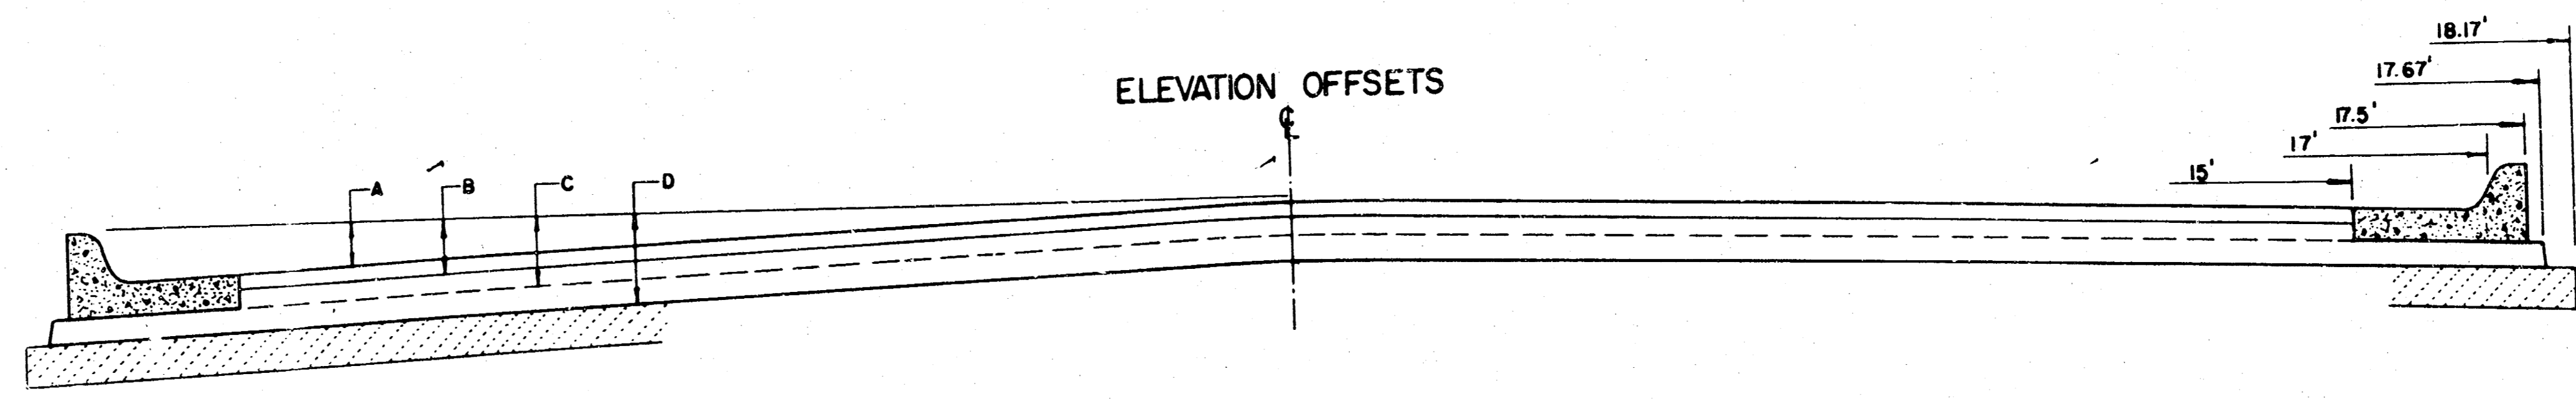 ELEVATION OFFSETS
℄
18.17'
17.67'
17.5'
17'
15'
A
B
C
D